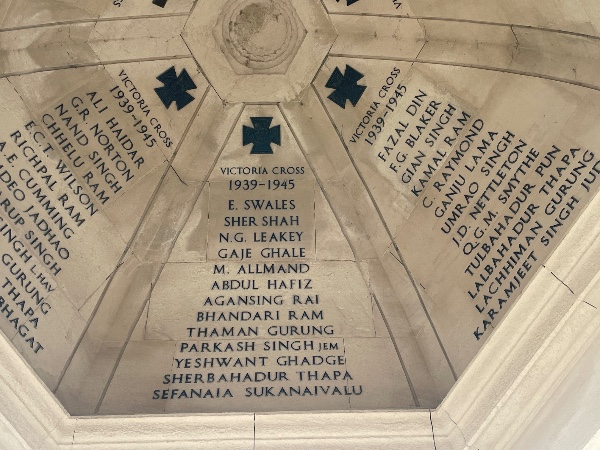 VICTORIA CROSS
1939-1945
ALI HAIDAR
G.R. NORTON
NAND SINGH
CHHELU RAM
E.C.T. WILSON
RICHPAL RAM
A.E. CUMMING
ADHAO
SINGH
SINGH
GURUNG
THAPA
BHAGAT
VICTORIA CROSS
1939-1945
E. SWALES
SHER SHAH
N.G. LEAKEY
GAJE GHALE
M. ALLMAND
ABDUL HAFIZ
AGANSING RAI
BHANDARI RAM
THAMAN GURUNG
PARKASH SINGH JEM
YESHWANT GHADGE
SHERBAHADUR THAPA
SEFANAIA SUKANAIVALU
VICTORIA CROSS
1939-1945
FAZAL DIN
F.G. BLAKER
GIAN SINGH
KAMAL RAM
C. RAYMOND
GANJU LAMA
UMRAO SINGH
J.D. NETTLETON
Q.G.M. SMYTHE
TULBAHADUR PUN
LALBAHADUR THAPA
LACHHIMAN GURUNG
KARAMJEET SINGH JUD